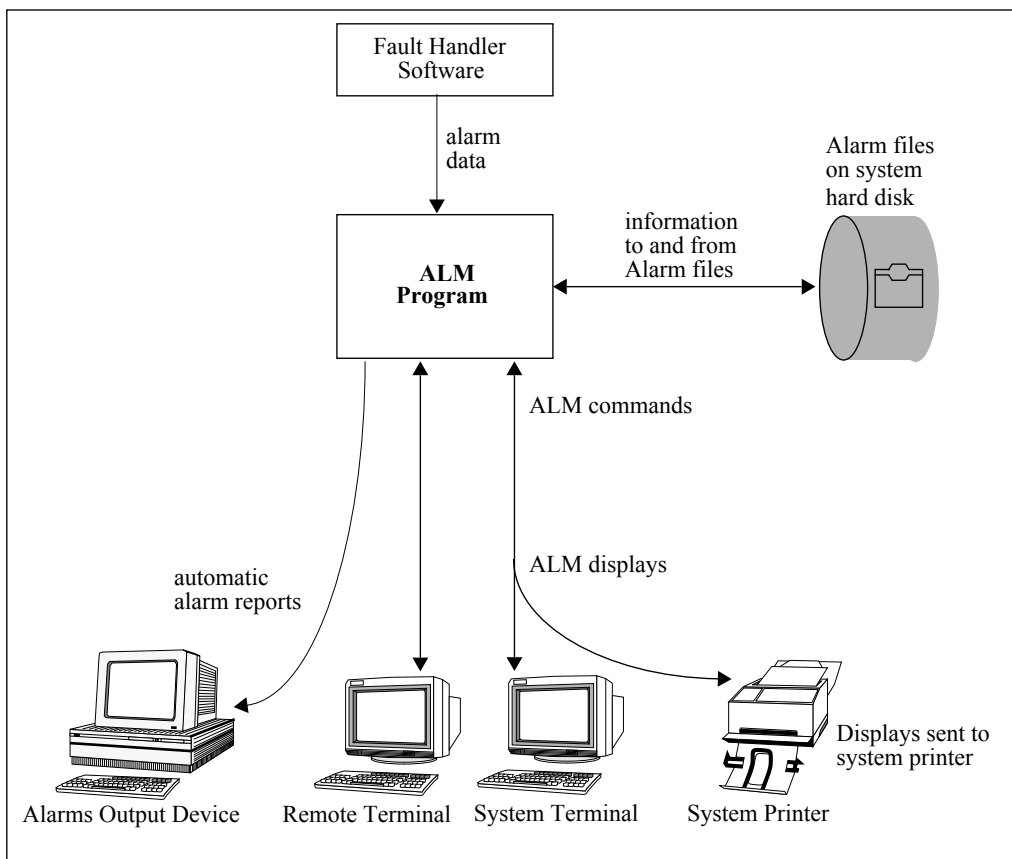 Fault Handler
Software
alarm
data
Alarm files
on system
hard disk
information
to and from
Alarm files
ALM
Program
ALM commands
ALM displays
automatic
alarm reports
Displays sent to
system printer
Alarms Output Device
Remote Terminal
System Terminal
System Printer